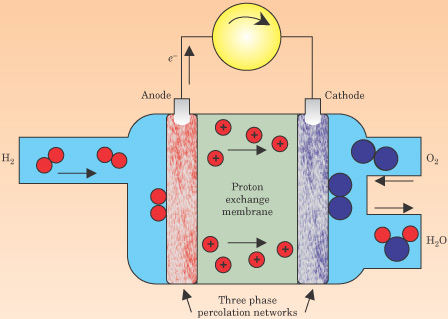 e⁻
Anode
Cathode
H₂
O₂
Proton
exchange
membrane
H₂O
Three phase
percolation networks
+
+
+
+
+
+
+
+